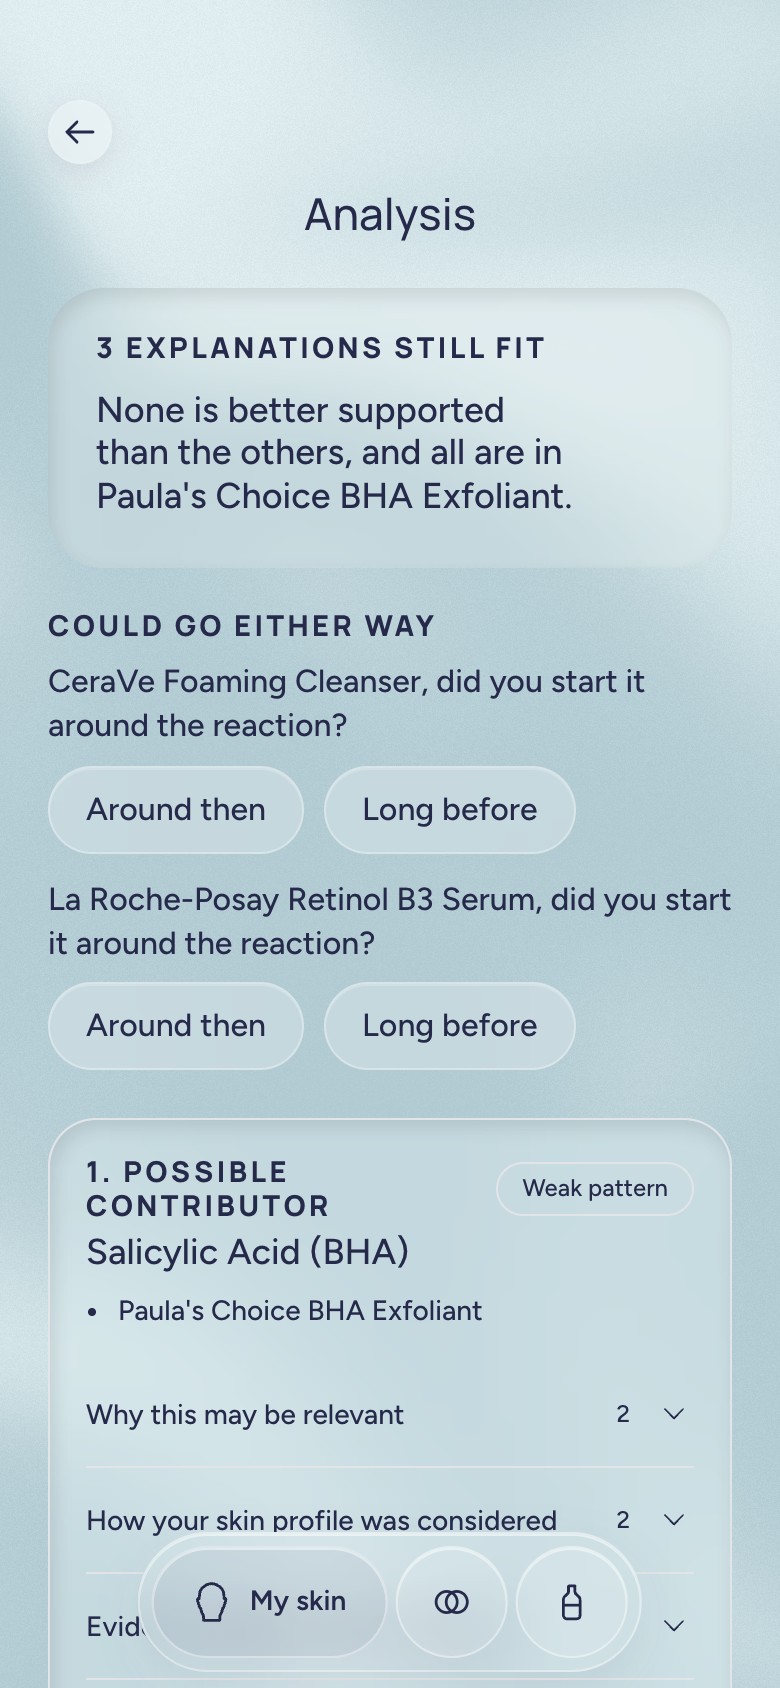 Analysis
3 EXPLANATIONS STILL FIT
None is better supported
than the others, and all are in
Paula's Choice BHA Exfoliant.
COULD GO EITHER WAY
CeraVe Foaming Cleanser, did you start it
around the reaction?
Around then
Long before
La Roche-Posay Retinol B3 Serum, did you start
it around the reaction?
Around then
Long before
1. POSSIBLE
CONTRIBUTOR
Weak pattern
Salicylic Acid (BHA)
• Paula's Choice BHA Exfoliant
Why this may be relevant 2
How your skin profile was considered 2
My skin